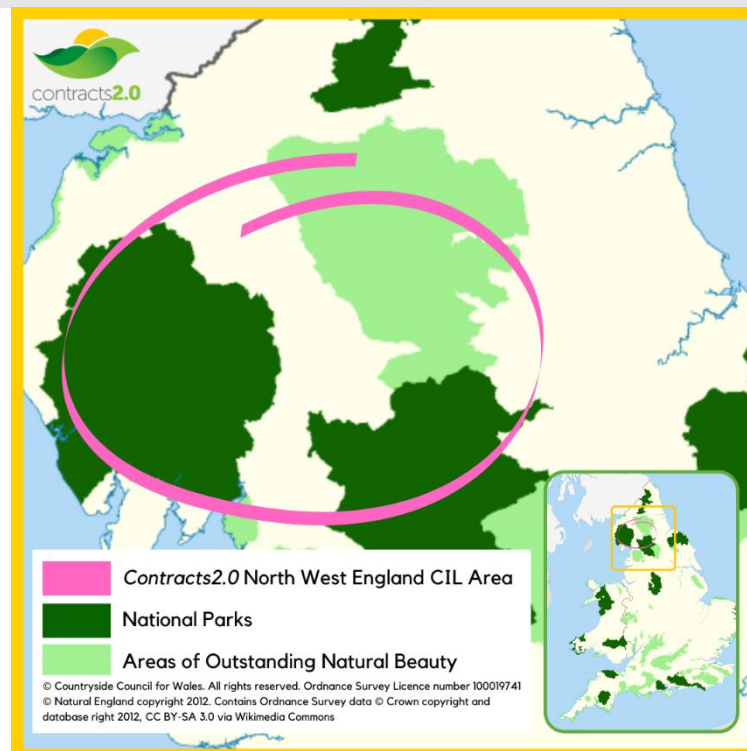 contracts2.0
Contracts2.0 North West England CIL Area
National Parks
Areas of Outstanding Natural Beauty
© Countryside Council for Wales. All rights reserved. Ordnance Survey Licence number 100019741
© Natural England copyright 2012. Contains Ordnance Survey data © Crown copyright and
database right 2012, CC BY-SA 3.0 via Wikimedia Commons